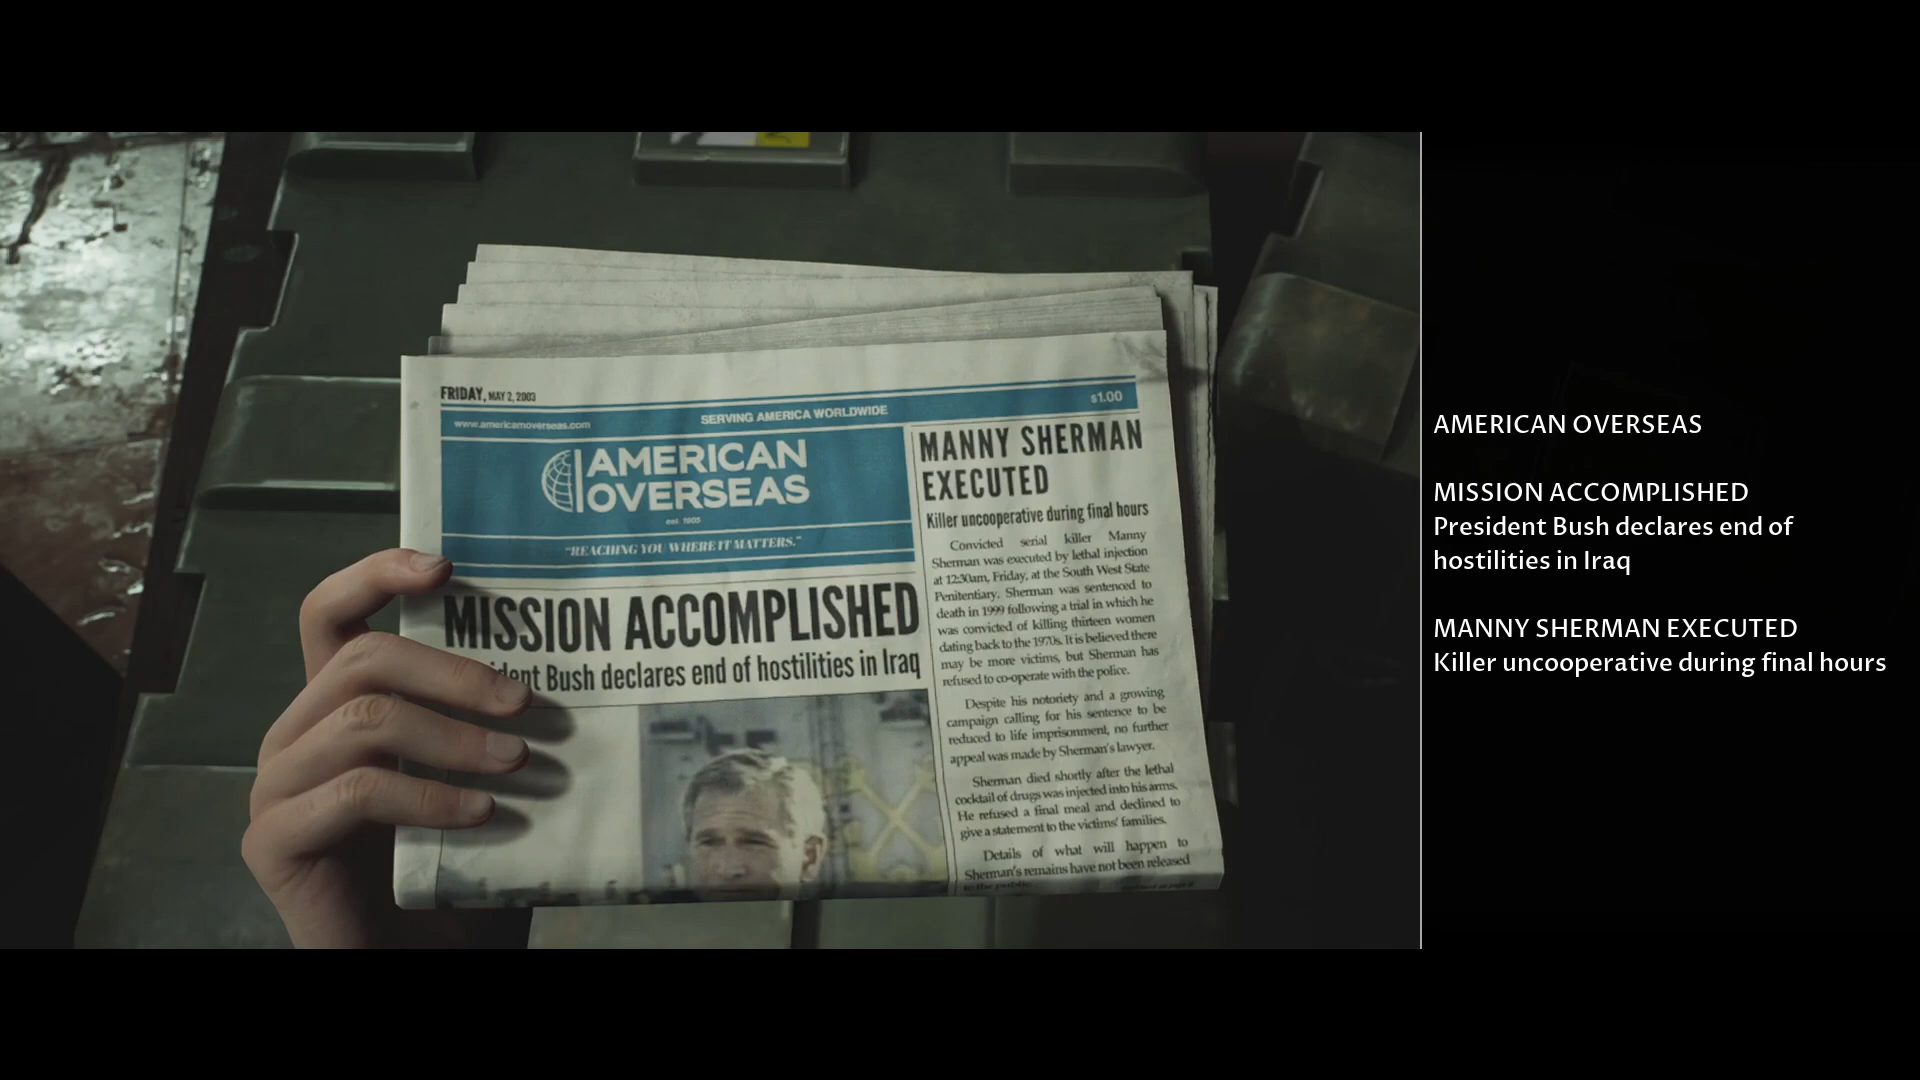 FRIDAY, MAY 2, 2003
www.americanoverseas.com
SERVING AMERICA WORLDWIDE
$1.00
AMERICAN
OVERSEAS
est. 1903
"REACHING YOU WHERE IT MATTERS."
MISSION ACCOMPLISHED
dent Bush declares end of hostilities in Iraq
MANNY SHERMAN
EXECUTED
Killer uncooperative during final hours
Convicted serial killer Manny
Sherman was executed by lethal injection
at 12:30am, Friday, at the South West State
Penitentiary. Sherman was sentenced to
death in 1999 following a trial in which he
was convicted of killing thirteen women
dating back to the 1970s. It is believed there
may be more victims, but Sherman has
refused to co-operate with the police.
Despite his notoriety and a growing
campaign calling for his sentence to be
reduced to life imprisonment, no further
appeal was made by Sherman's lawyer.
Sherman died shortly after the lethal
cocktail of drugs was injected into his arms.
He refused a final meal and declined to
give a statement to the victims' families.
Details of what will happen to
Sherman's remains have not been released
to the public.
AMERICAN OVERSEAS
MISSION ACCOMPLISHED
President Bush declares end of
hostilities in Iraq
MANNY SHERMAN EXECUTED
Killer uncooperative during final hours